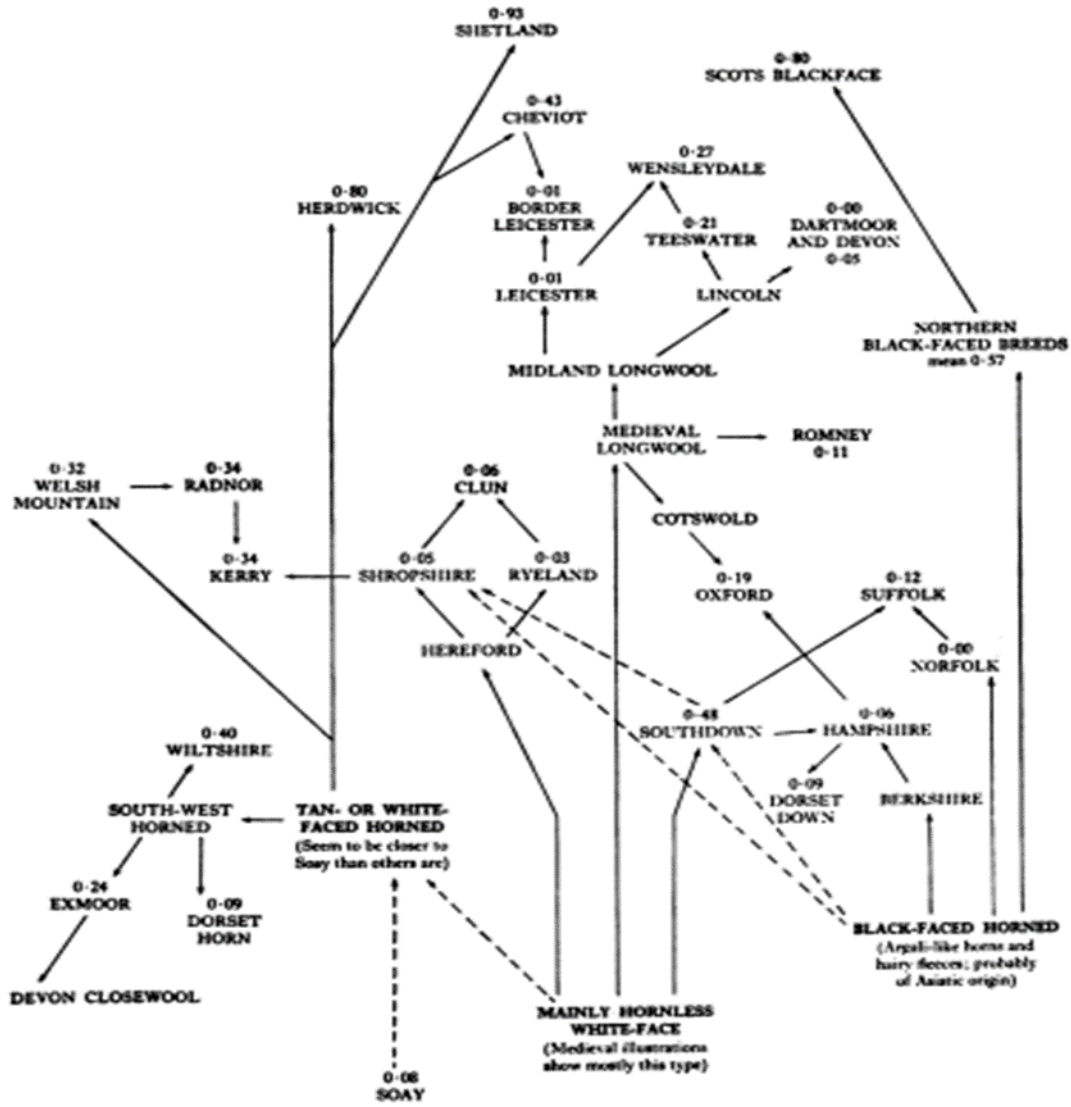 0·93
SHETLAND
0·80
SCOTS BLACKFACE
0·43
CHEVIOT
0·27
WENSLEYDALE
0·80
HERDWICK
0·01
BORDER
LEICESTER
0·21
TEESWATER
0·00
DARTMOOR
AND DEVON
0·05
0·01
LEICESTER
LINCOLN
NORTHERN
BLACK-FACED BREEDS
mean 0·57
MIDLAND LONGWOOL
MEDIEVAL
LONGWOOL
ROMNEY
0·11
0·32
WELSH
MOUNTAIN
0·34
RADNOR
0·06
CLUN
COTSWOLD
0·34
KERRY
0·05
SHROPSHIRE
0·03
RYELAND
0·19
OXFORD
0·12
SUFFOLK
HEREFORD
0·00
NORFOLK
0·40
WILTSHIRE
0·48
SOUTHDOWN
0·06
HAMPSHIRE
0·09
DORSET
DOWN
BERKSHIRE
SOUTH-WEST
HORNED
TAN- OR WHITE-
FACED HORNED
(Seem to be closer to
Soay than others are)
0·24
EXMOOR
0·09
DORSET
HORN
BLACK-FACED HORNED
(Argali-like horns and
hairy fleeces; probably
of Asiatic origin)
DEVON CLOSEWOOL
MAINLY HORNLESS
WHITE-FACE
(Medieval illustrations
show mostly this type)
0·08
SOAY